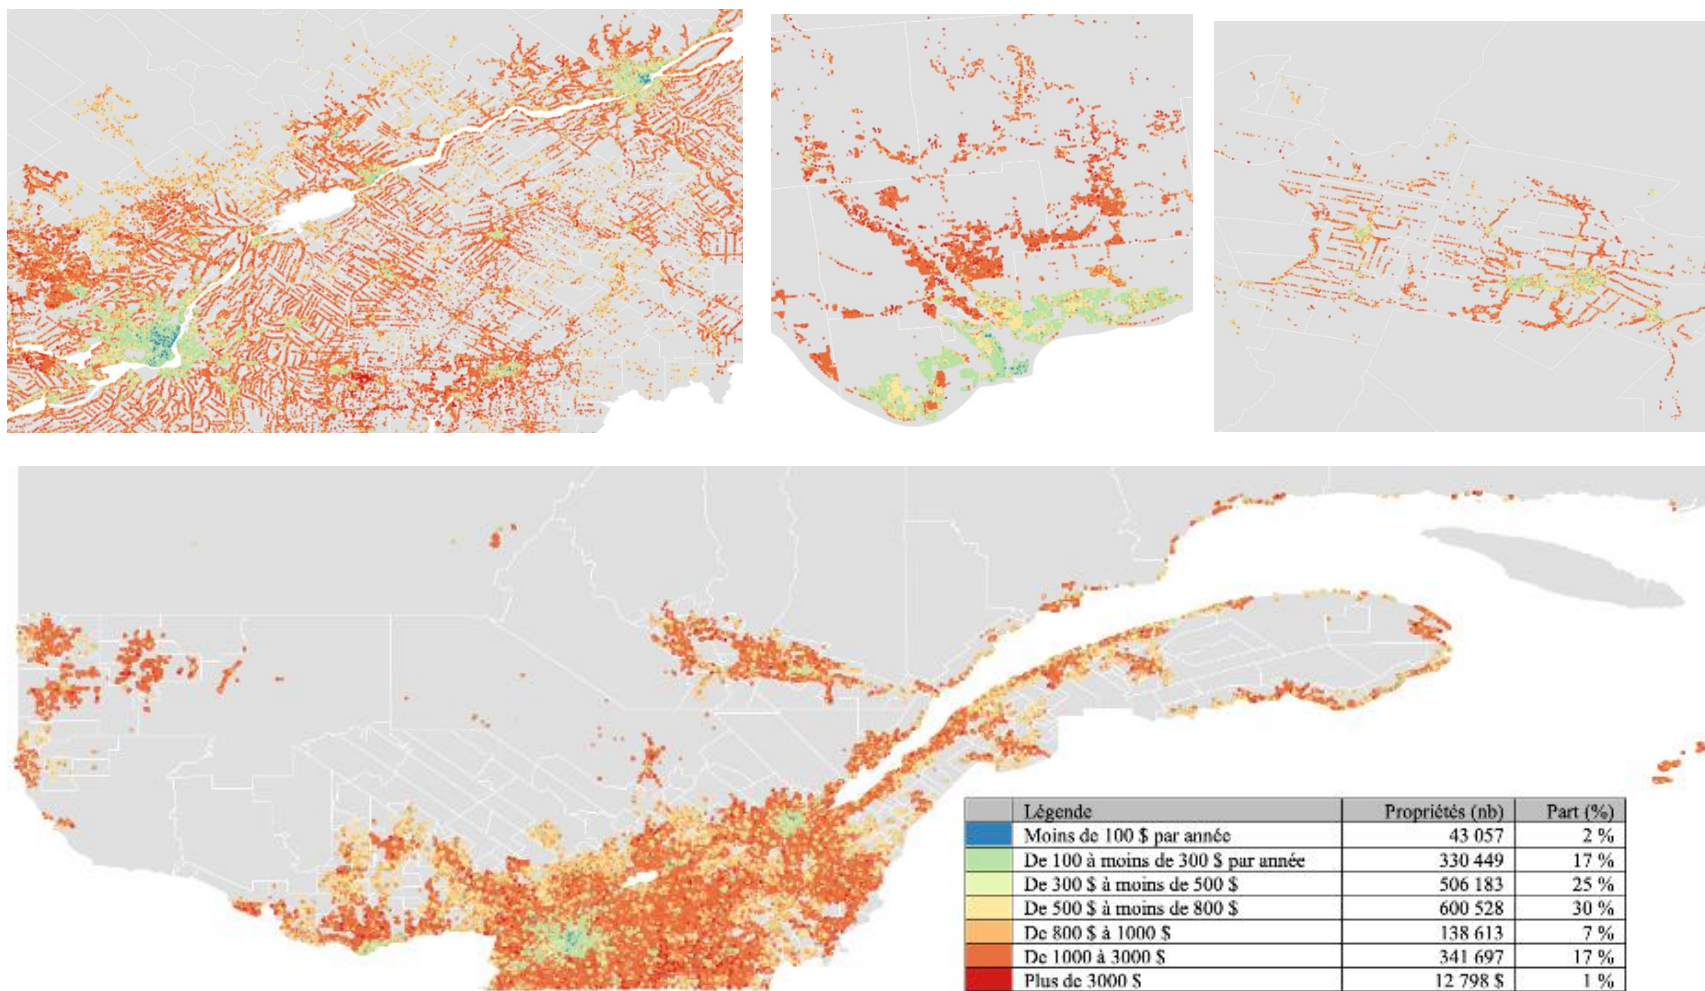 Légende Propriétés (nb) Part (%)
Moins de 100 $ par année 43 057 2 %
De 100 à moins de 300 $ par année 330 449 17 %
De 300 $ à moins de 500 $ 506 183 25 %
De 500 $ à moins de 800 $ 600 528 30 %
De 800 $ à 1000 $ 138 613 7 %
De 1000 à 3000 $ 341 697 17 %
Plus de 3000 $ 12 798 $ 1 %